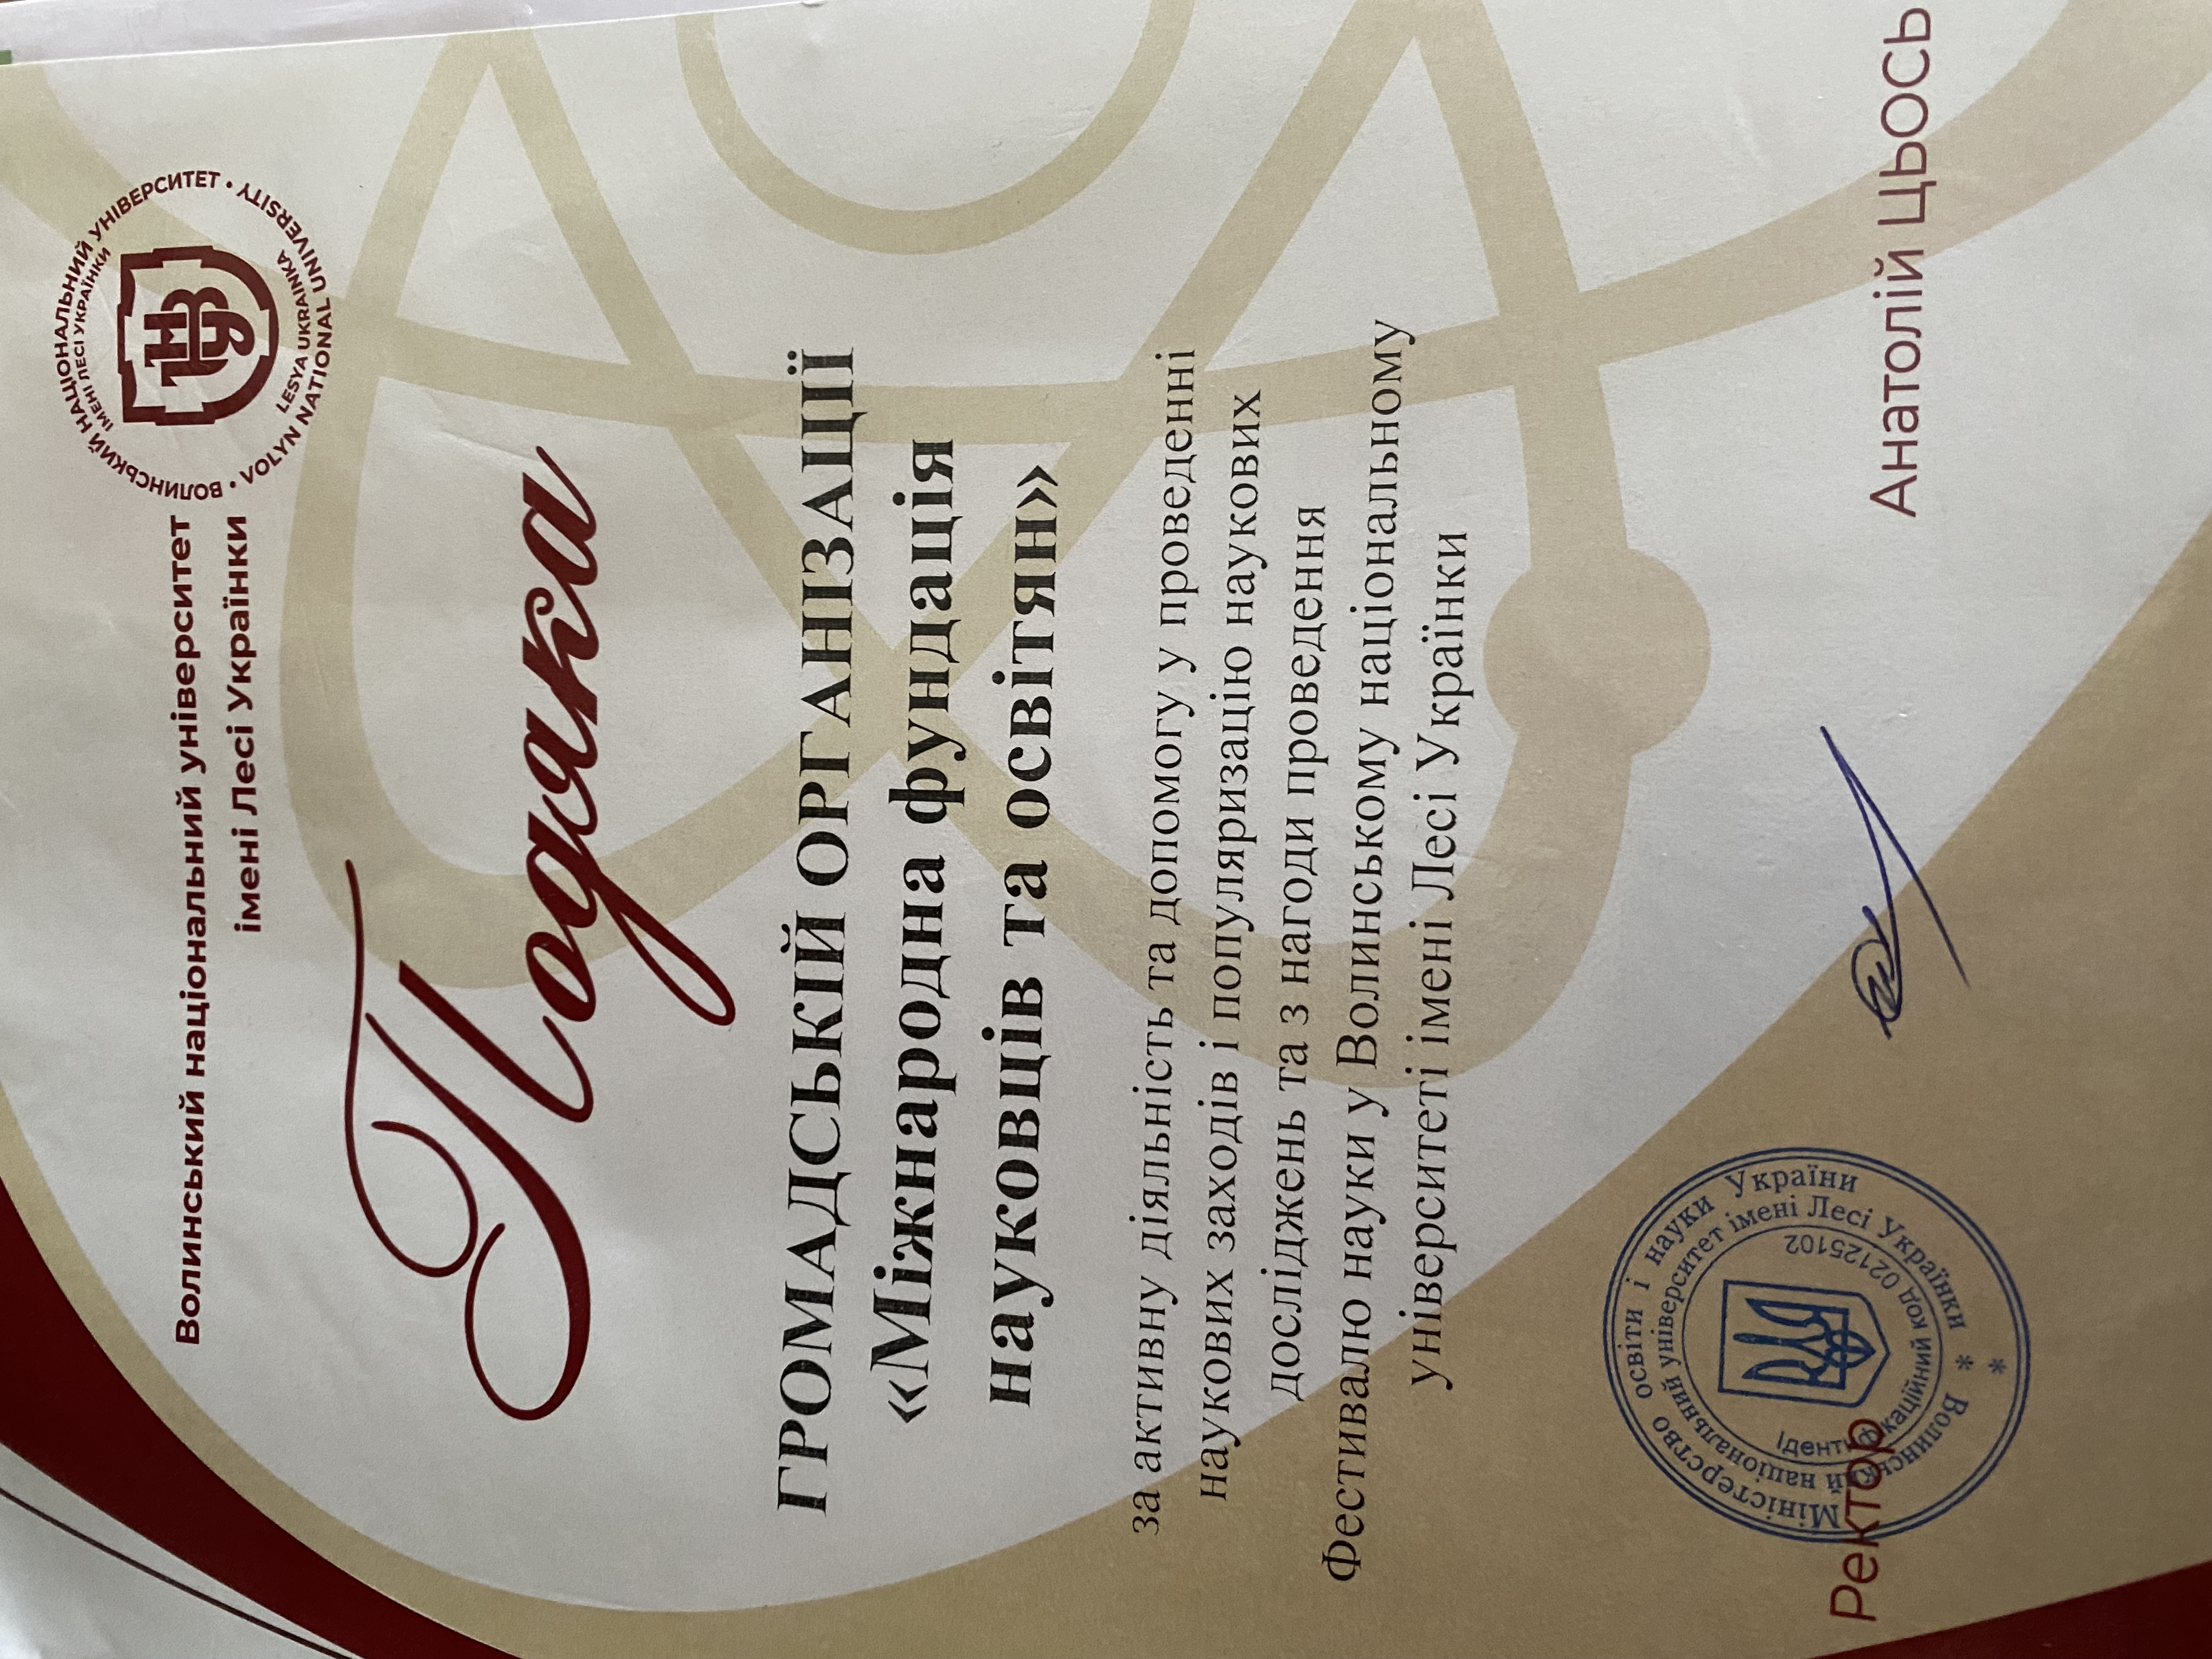 Волинський національний університет
імені Лесі Українки
ВОЛИНСЬКИЙ НАЦІОНАЛЬНИЙ УНІВЕРСИТЕТ •
ІМЕНІ ЛЕСІ УКРАЇНКИ
LESYA UKRAINKA
• VOLYN NATIONAL UNIVERSITY
Подяка
ГРОМАДСЬКІЙ ОРГАНІЗАЦІЇ
«Міжнародна фундація
науковців та освітян»
за активну діяльність та допомогу у проведенні
наукових заходів і популяризацію наукових
досліджень та з нагоди проведення
Фестивалю науки у Волинському національному
університеті імені Лесі Українки
Міністерство освіти і науки України *
Волинський національний університет імені Лесі Українки *
Ідентифікаційний код 02125102
Ректор
Анатолій ЦЬОСЬ